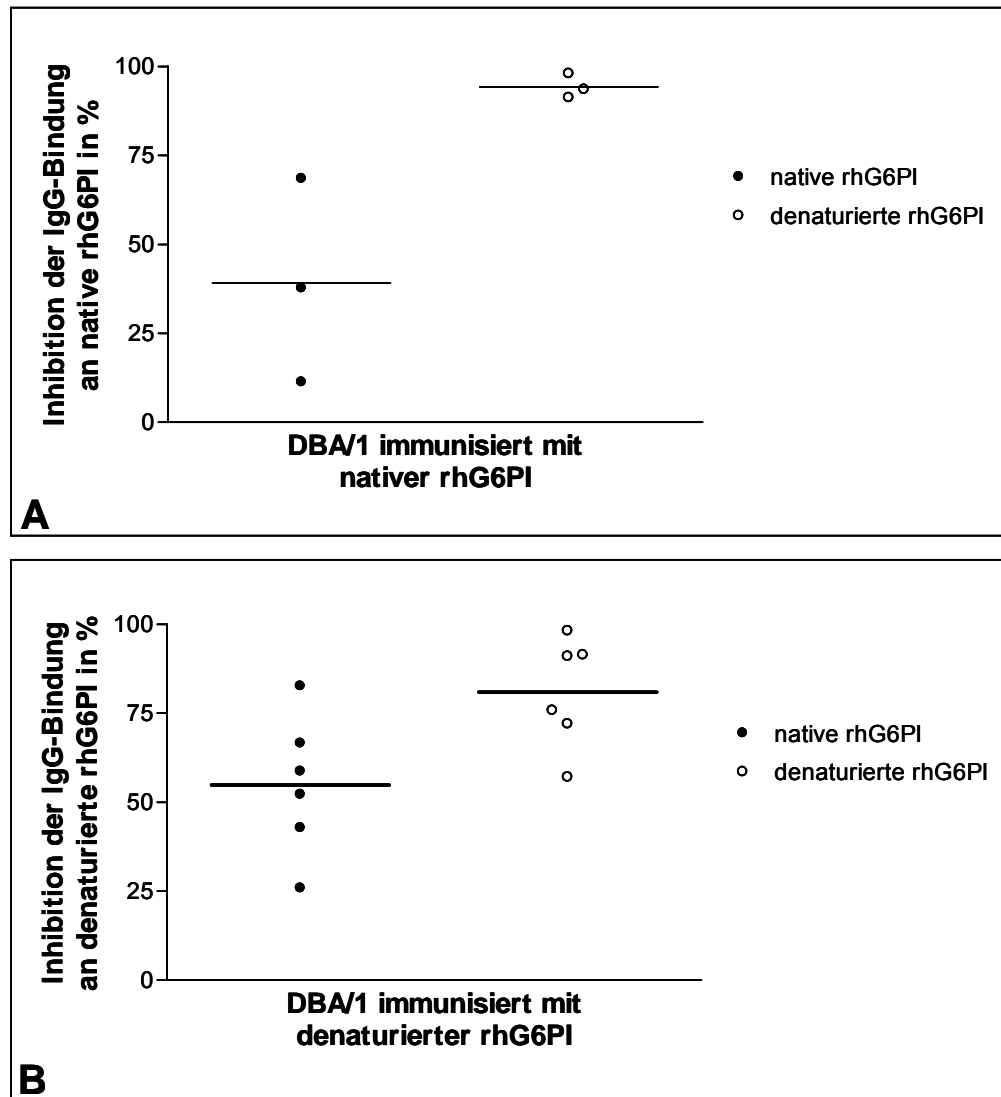 Inhibition der IgG-Bindung
an native rhG6PI in %
100
75
50
25
0
native rhG6PI
denaturierte rhG6PI
DBA/1 immunisiert mit
nativer rhG6PI
A
Inhibition der IgG-Bindung
an denaturierte rhG6PI in %
100
75
50
25
0
native rhG6PI
denaturierte rhG6PI
DBA/1 immunisiert mit
denaturierter rhG6PI
B